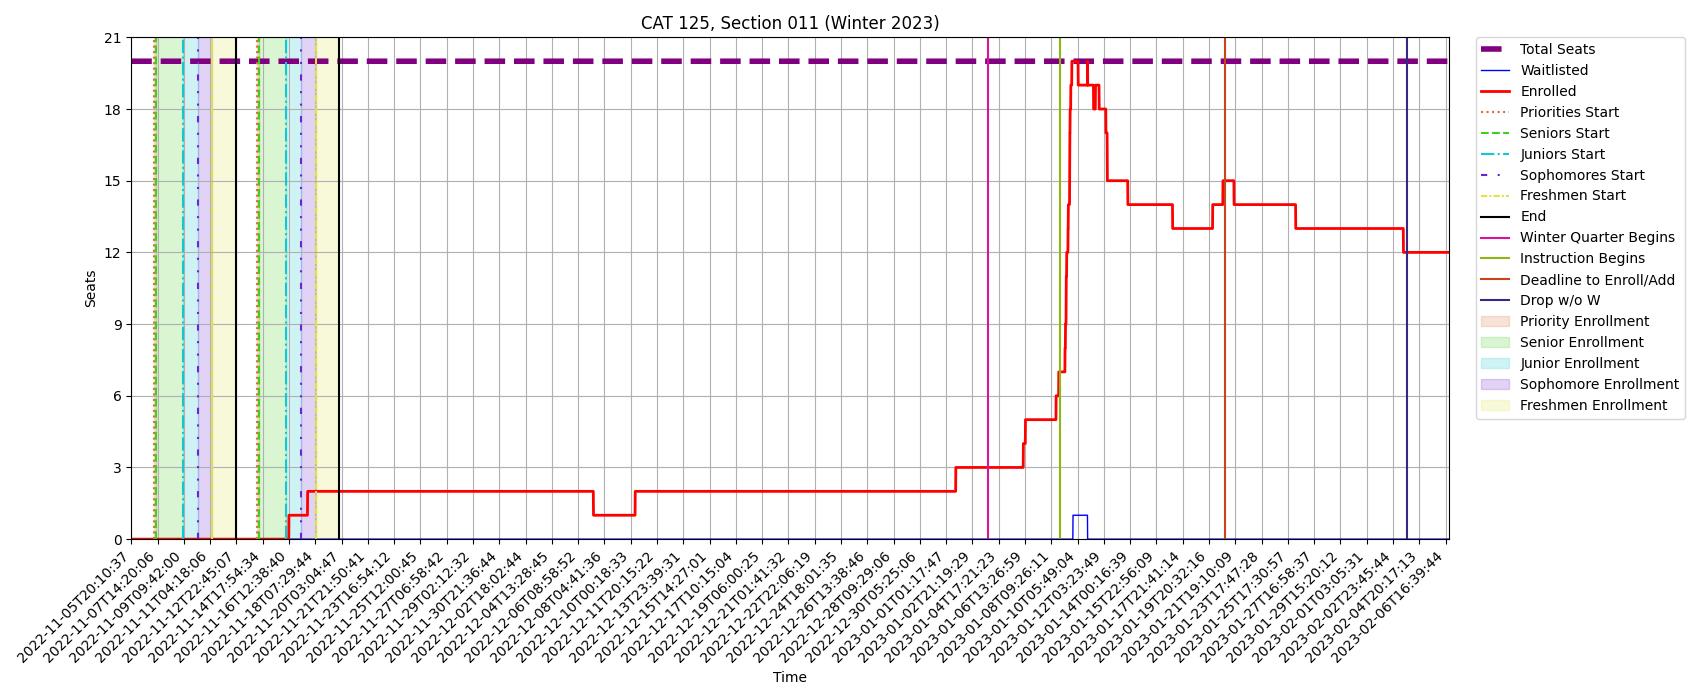 CAT 125, Section 011 (Winter 2023)
21
18
15
12
9
6
3
0
Seats
2022-11-05T20:10:37
2022-11-07T14:20:06
2022-11-09T09:42:00
2022-11-11T04:18:06
2022-11-12T22:45:07
2022-11-14T17:54:34
2022-11-16T12:38:40
2022-11-18T07:29:44
2022-11-20T03:04:47
2022-11-21T21:50:41
2022-11-23T16:54:12
2022-11-25T12:00:45
2022-11-27T06:58:42
2022-11-29T02:12:32
2022-11-30T21:36:44
2022-12-02T18:02:44
2022-12-04T13:28:45
2022-12-06T08:58:52
2022-12-08T04:41:36
2022-12-10T00:18:33
2022-12-11T20:15:22
2022-12-13T23:39:31
2022-12-15T14:27:01
2022-12-17T10:15:04
2022-12-19T06:00:25
2022-12-21T01:41:32
2022-12-22T22:06:19
2022-12-24T18:01:35
2022-12-26T13:38:46
2022-12-28T09:29:06
2022-12-30T05:25:06
2023-01-01T01:17:47
2023-01-02T21:19:29
2023-01-04T17:21:23
2023-01-06T13:26:59
2023-01-08T09:26:11
2023-01-10T05:49:04
2023-01-12T03:23:49
2023-01-14T00:16:39
2023-01-15T22:56:09
2023-01-17T21:41:14
2023-01-19T20:32:16
2023-01-21T19:10:09
2023-01-23T17:47:28
2023-01-25T17:30:57
2023-01-27T16:58:37
2023-01-29T15:20:12
2023-02-01T03:05:31
2023-02-02T23:45:44
2023-02-04T20:17:13
2023-02-06T16:39:44
Time
Total Seats
Waitlisted
Enrolled
Priorities Start
Seniors Start
Juniors Start
Sophomores Start
Freshmen Start
End
Winter Quarter Begins
Instruction Begins
Deadline to Enroll/Add
Drop w/o W
Priority Enrollment
Senior Enrollment
Junior Enrollment
Sophomore Enrollment
Freshmen Enrollment